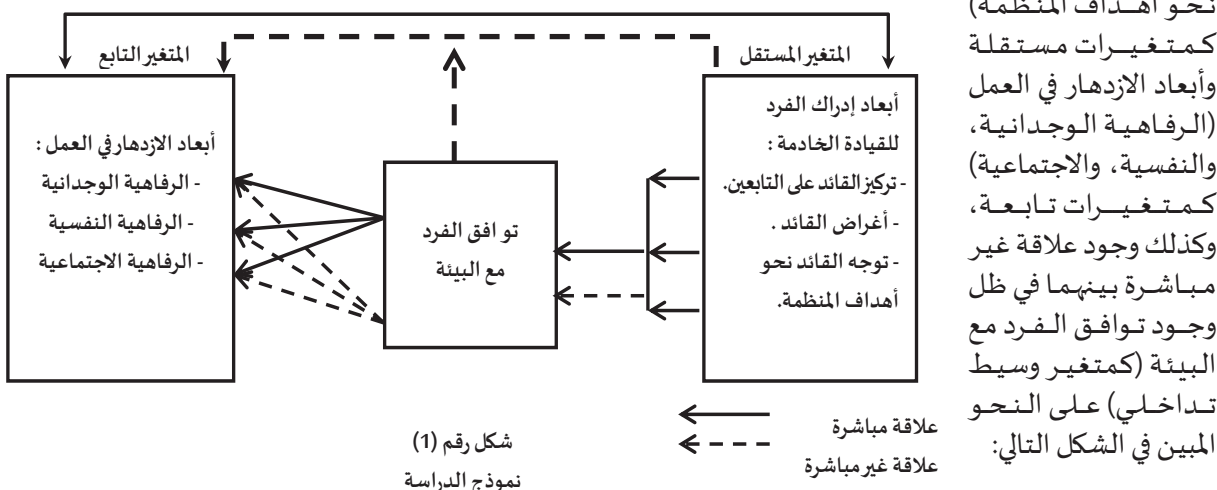 نحو أهداف المنظمة)
كمتغيرات مستقلة
وأبعاد الازدهار في العمل
(الرفاهية الوجدانية،
والنفسية، والاجتماعية)
كمتغيرات تابعة،
وكذلك وجود علاقة غير
مباشرة بينهما في ظل
وجود توافق الفرد مع
البيئة (كمتغير وسيط
تداخلي) على النحو
المبين في الشكل التالي:
المتغير المستقل
أبعاد إدراك الفرد
للقيادة الخادمة :
- تركيز القائد على التابعين.
- أغراض القائد .
- توجه القائد نحو
أهداف المنظمة.
تو افق الفرد
مع البيئة
المتغير التابع
أبعاد الازدهار في العمل :
- الرفاهية الوجدانية
- الرفاهية النفسية
- الرفاهية الاجتماعية
علاقة مباشرة
علاقة غير مباشرة
شكل رقم (1)
نموذج الدراسة